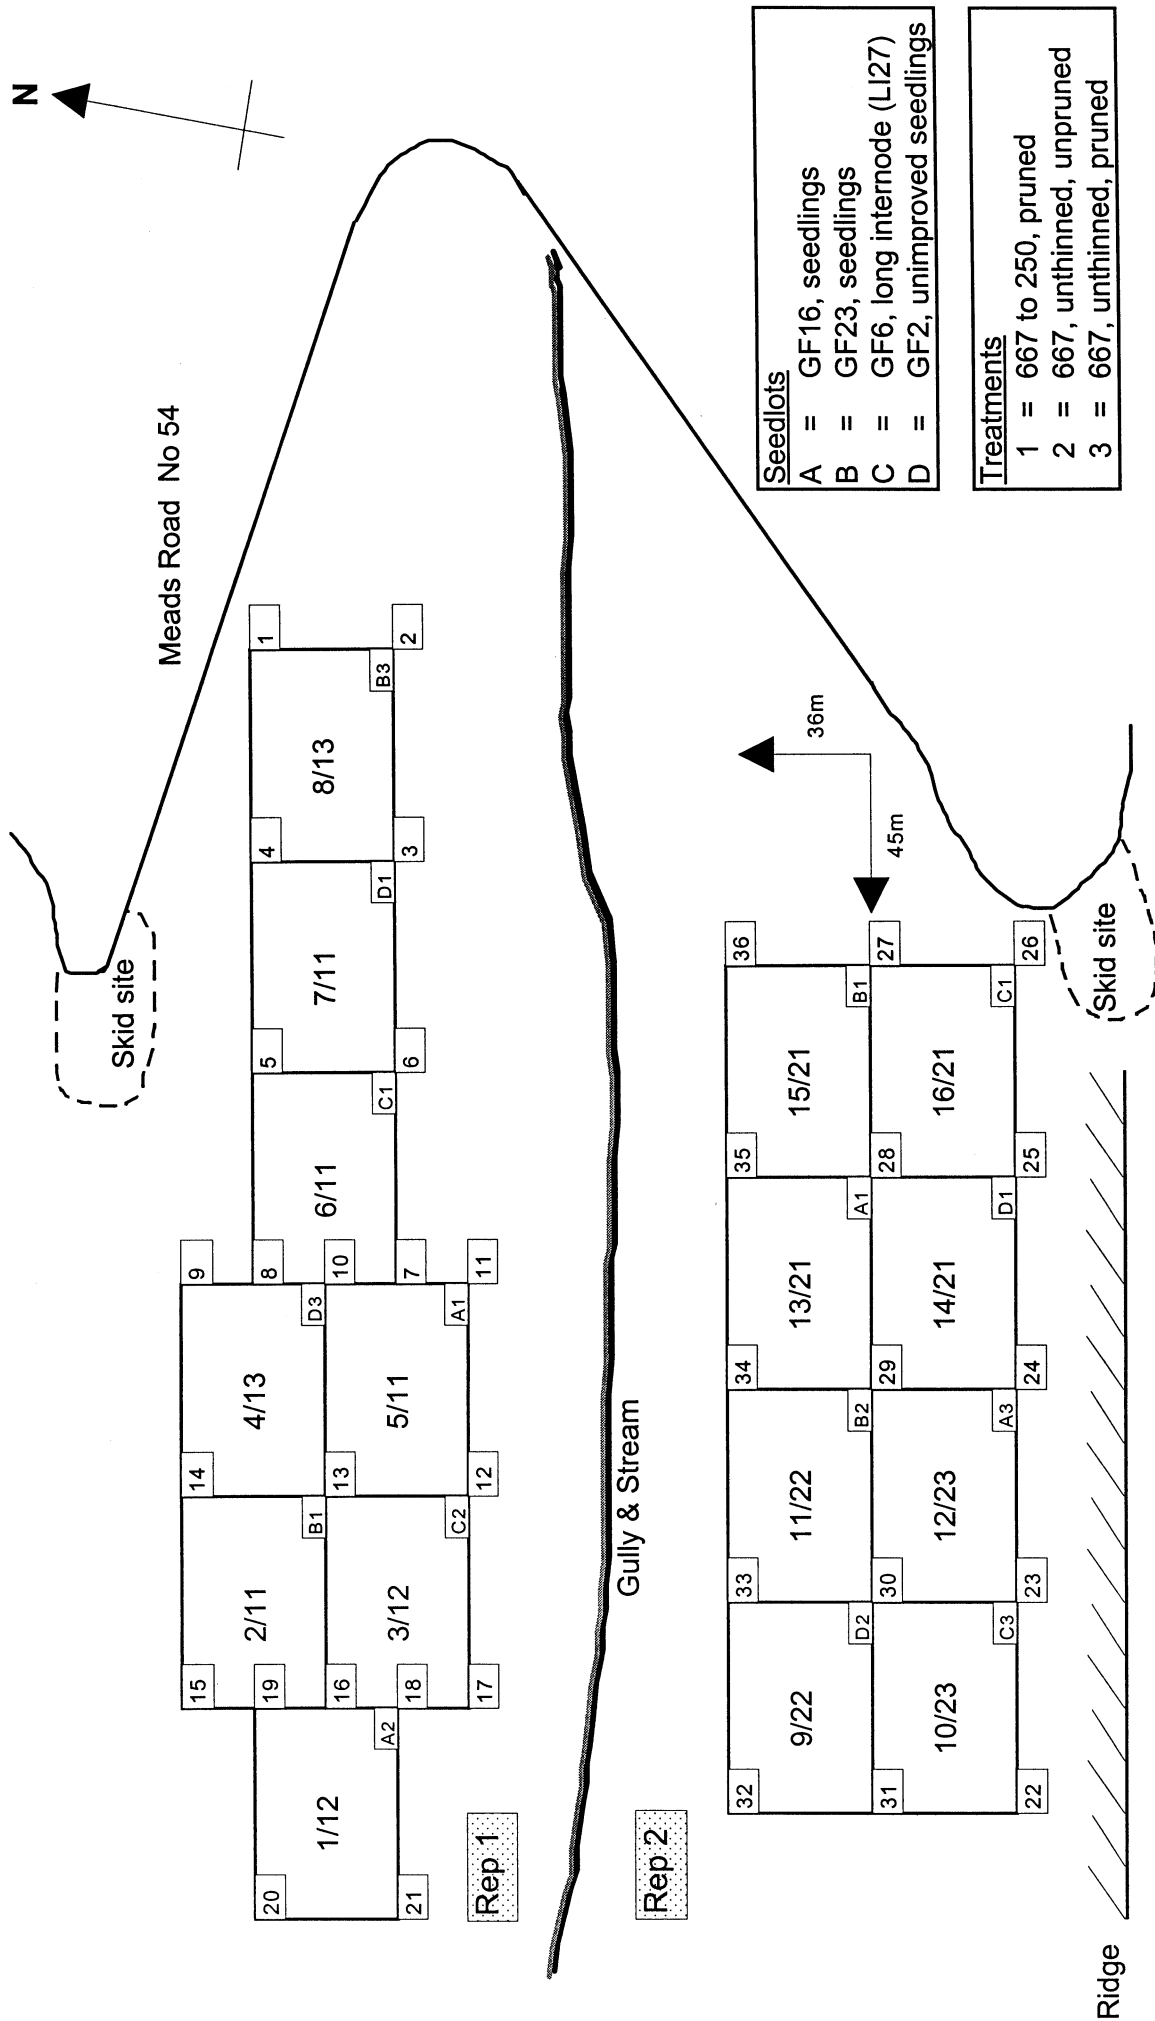 N
Meads Road No 54
Skid site
20
1/12
A2
21
15
19
2/11
B1
16
3/12
C2
18
17
14
4/13
D3
9
8
10
13
5/11
A1
7
11
12
6/11
C1
5
6
7/11
D1
4
3
8/13
B3
1
2
Rep 1
Gully & Stream
Rep 2
32
9/22
D2
33
11/22
B2
34
13/21
A1
35
15/21
B1
36
31
10/23
C3
30
12/23
A3
29
14/21
D1
28
16/21
C1
27
22
23
24
25
26
36m
45m
Skid site
Ridge
Seedlots
A = GF16, seedlings
B = GF23, seedlings
C = GF6, long internode (LI27)
D = GF2, unimproved seedlings
Treatments
1 = 667 to 250, pruned
2 = 667, unthinned, unpruned
3 = 667, unthinned, pruned